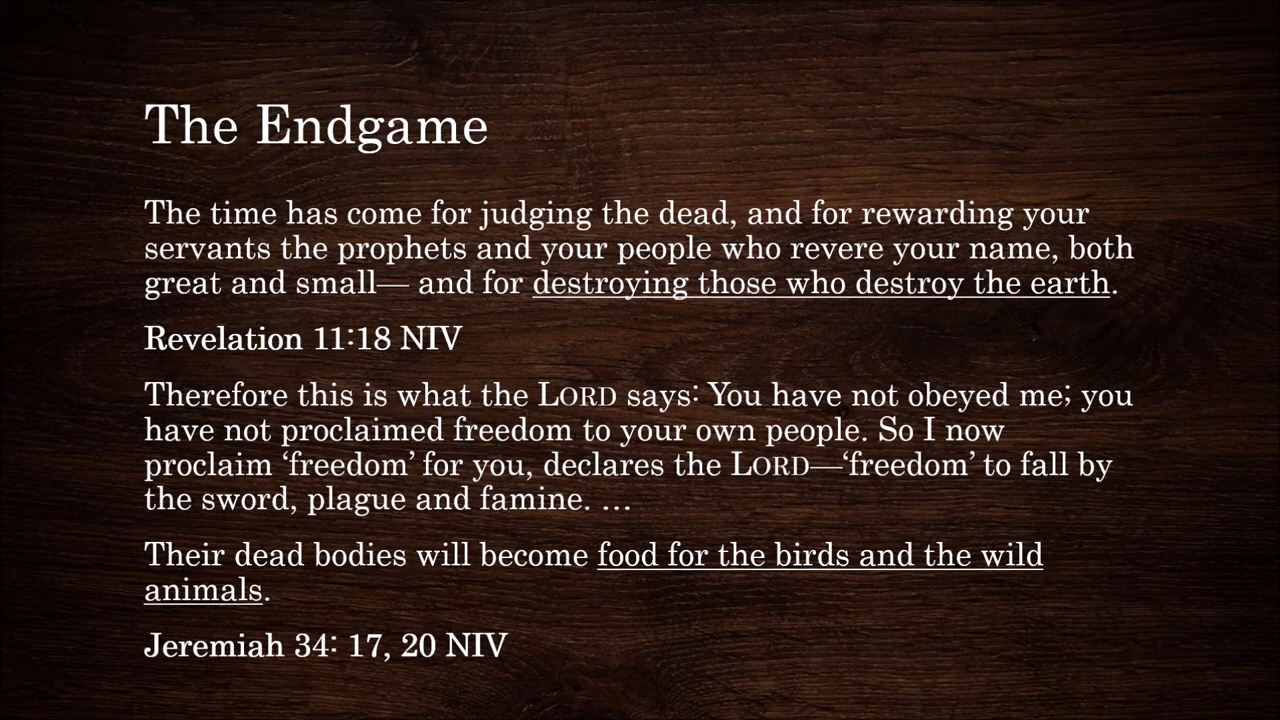 The Endgame
The time has come for judging the dead, and for rewarding your
servants the prophets and your people who revere your name, both
great and small— and for destroying those who destroy the earth.
Revelation 11:18 NIV
Therefore this is what the LORD says: You have not obeyed me; you
have not proclaimed freedom to your own people. So I now
proclaim ‘freedom’ for you, declares the LORD—‘freedom’ to fall by
the sword, plague and famine. …
Their dead bodies will become food for the birds and the wild
animals.
Jeremiah 34: 17, 20 NIV